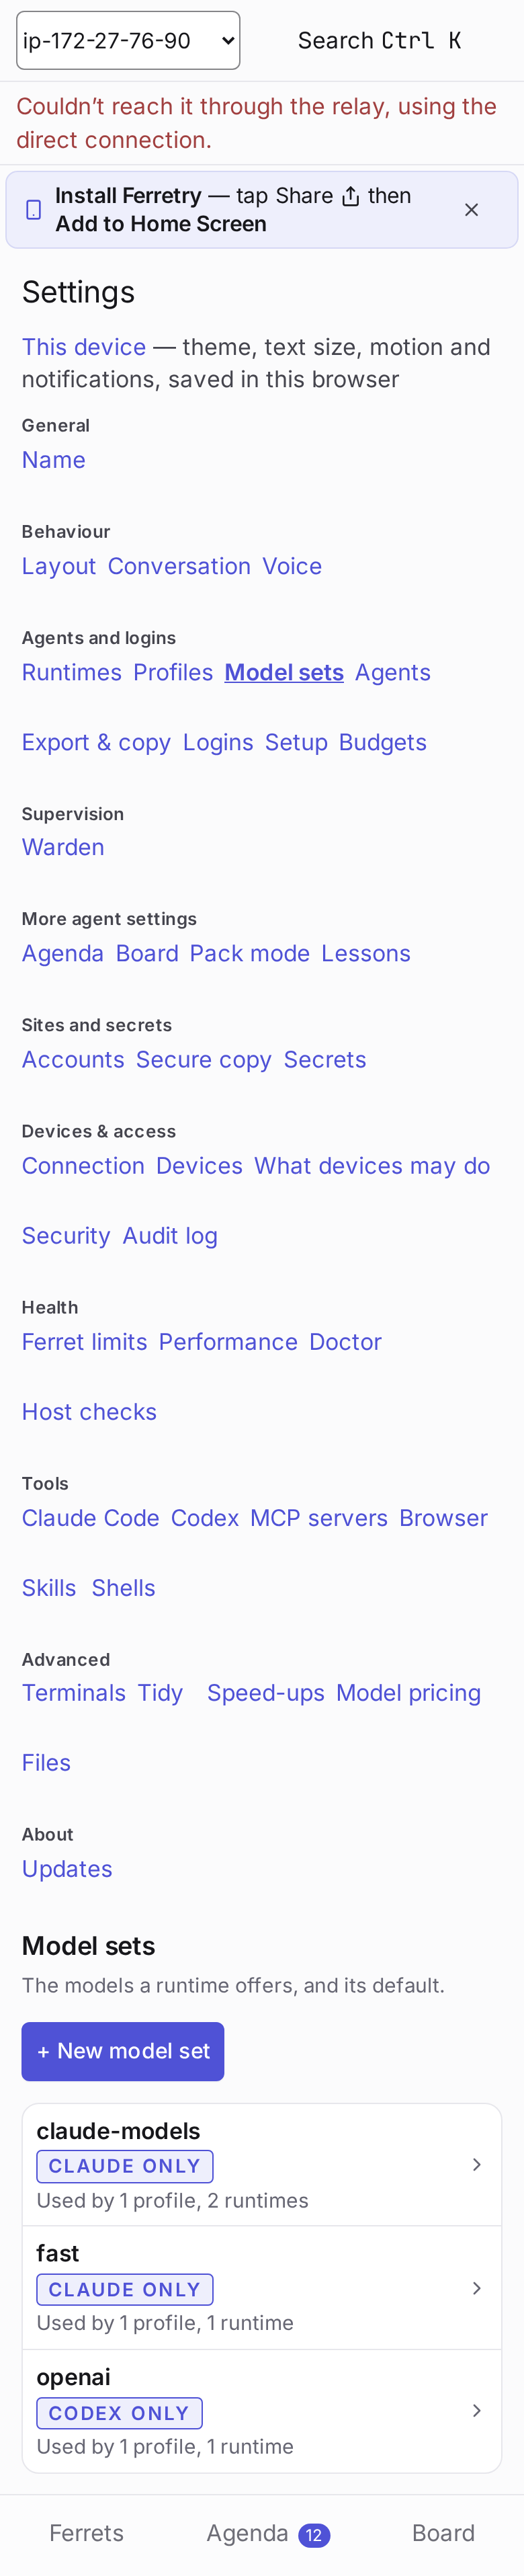 ip-172-27-76-90
Search Ctrl K
Couldn’t reach it through the relay, using the
direct connection.
Install Ferretry — tap Share then
Add to Home Screen
Settings
This device — theme, text size, motion and
notifications, saved in this browser
General
Name
Behaviour
Layout Conversation Voice
Agents and logins
Runtimes Profiles Model sets Agents
Export & copy Logins Setup Budgets
Supervision
Warden
More agent settings
Agenda Board Pack mode Lessons
Sites and secrets
Accounts Secure copy Secrets
Devices & access
Connection Devices What devices may do
Security Audit log
Health
Ferret limits Performance Doctor
Host checks
Tools
Claude Code Codex MCP servers Browser
Skills Shells
Advanced
Terminals Tidy Speed-ups Model pricing
Files
About
Updates
Model sets
The models a runtime offers, and its default.
+ New model set
claude-models
CLAUDE ONLY
Used by 1 profile, 2 runtimes
fast
CLAUDE ONLY
Used by 1 profile, 1 runtime
openai
CODEX ONLY
Used by 1 profile, 1 runtime
Ferrets Agenda 12 Board